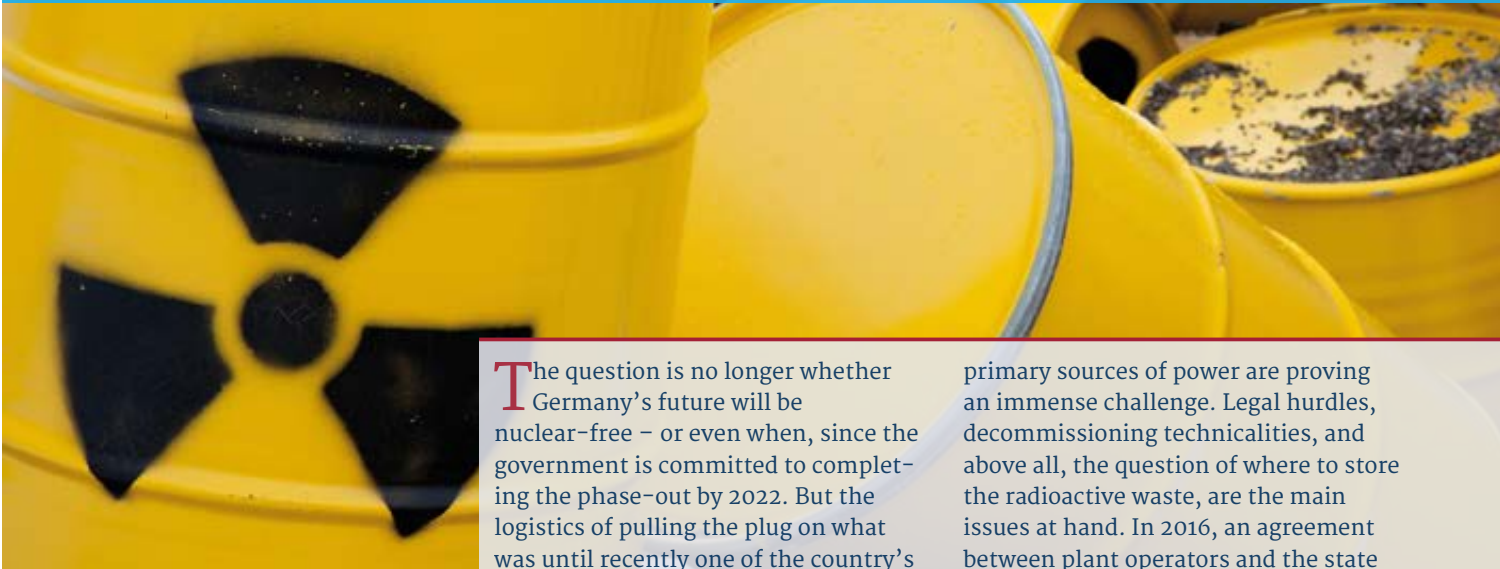 The question is no longer whether
Germany’s future will be
nuclear-free – or even when, since the
government is committed to complet-
ing the phase-out by 2022. But the
logistics of pulling the plug on what
was until recently one of the country’s
primary sources of power are proving
an immense challenge. Legal hurdles,
decommissioning technicalities, and
above all, the question of where to store
the radioactive waste, are the main
issues at hand. In 2016, an agreement
between plant operators and the state